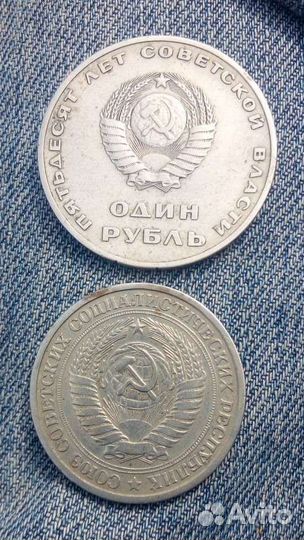 ПЯТЬДЕСЯТ ЛЕТ СОВЕТСКОЙ ВЛАСТИ
ОДИН
РУБЛЬ
СОЮЗ СОВЕТСКИХ СОЦИАЛИСТИЧЕСКИХ РЕСПУБЛИК
Avito